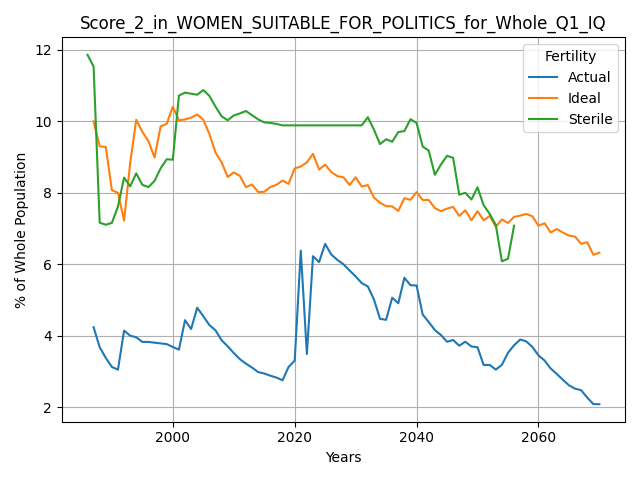 Score_2_in_WOMEN_SUITABLE_FOR_POLITICS_for_Whole_Q1_IQ
Fertility
Actual
Ideal
Sterile
% of Whole Population
12
10
8
6
4
2
2000
2020
2040
2060
Years